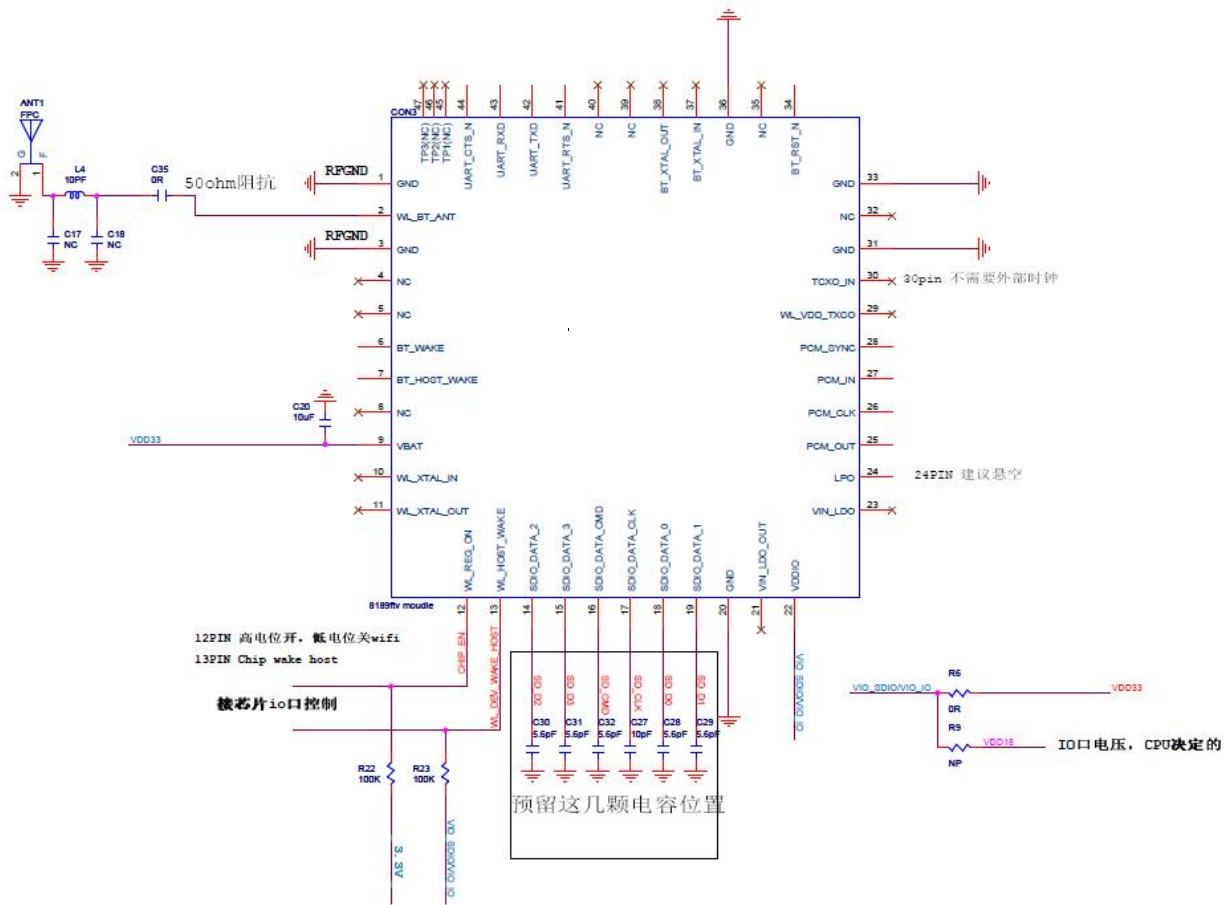 ANT1
FPC
G
F
2
1
L4
10PF
C35
0R
C17
NC
C18
NC
50ohm阻抗
RFGND
RFGND
CON3
47
46
45
44
43
42
41
40
39
38
37
36
35
34
TP3(NC)
TP2(NC)
TP1(NC)
UART_CTS_N
UART_RXD
UART_TXD
UART_RTS_N
NC
NC
BT_XTAL_OUT
BT_XTAL_IN
GND
NC
BT_RST_N
1 GND
2 WL_BT_ANT
3 GND
4 NC
5 NC
6 BT_WAKE
7 BT_HOST_WAKE
8 NC
9 VBAT
10 WL_XTAL_IN
11 WL_XTAL_OUT
C20
10uF
VDD33
GND 33
NC 32
GND 31
TCXO_IN 30
30pin 不需要外部时钟
WL_VDD_TXCO 29
PCM_SYNC 28
PCM_IN 27
PCM_CLK 26
PCM_OUT 25
LPO 24
24PIN 建议悬空
VIN_LDO 23
WL_REG_ON
WL_HOST_WAKE
SDIO_DATA_2
SDIO_DATA_3
SDIO_DATA_CMD
SDIO_DATA_CLK
SDIO_DATA_0
SDIO_DATA_1
GND
VIN_LDO_OUT
VDDIO
8189ftv moudle
12
13
14
15
16
17
18
19
20
21
22
12PIN 高电位开，低电位关wifi
13PIN Chip wake host
接芯片io口控制
CHIP_EN
WL_DEV_WAKE_HOST
SD_D2
SD_D3
SD_CMD
SD_CLK
SD_D0
SD_D1
VIO_SDIO/VIO_IO
C30
5.6pF
C31
5.6pF
C32
5.6pF
C27
10pF
C28
5.6pF
C29
5.6pF
预留这几颗电容位置
R22
100K
R23
100K
3.3V
VIO_SDIO/VIO_IO
VIO_SDIO/VIO_IO
R6
0R
VDD33
R9
NP
VDD18
IO口电压，CPU决定的